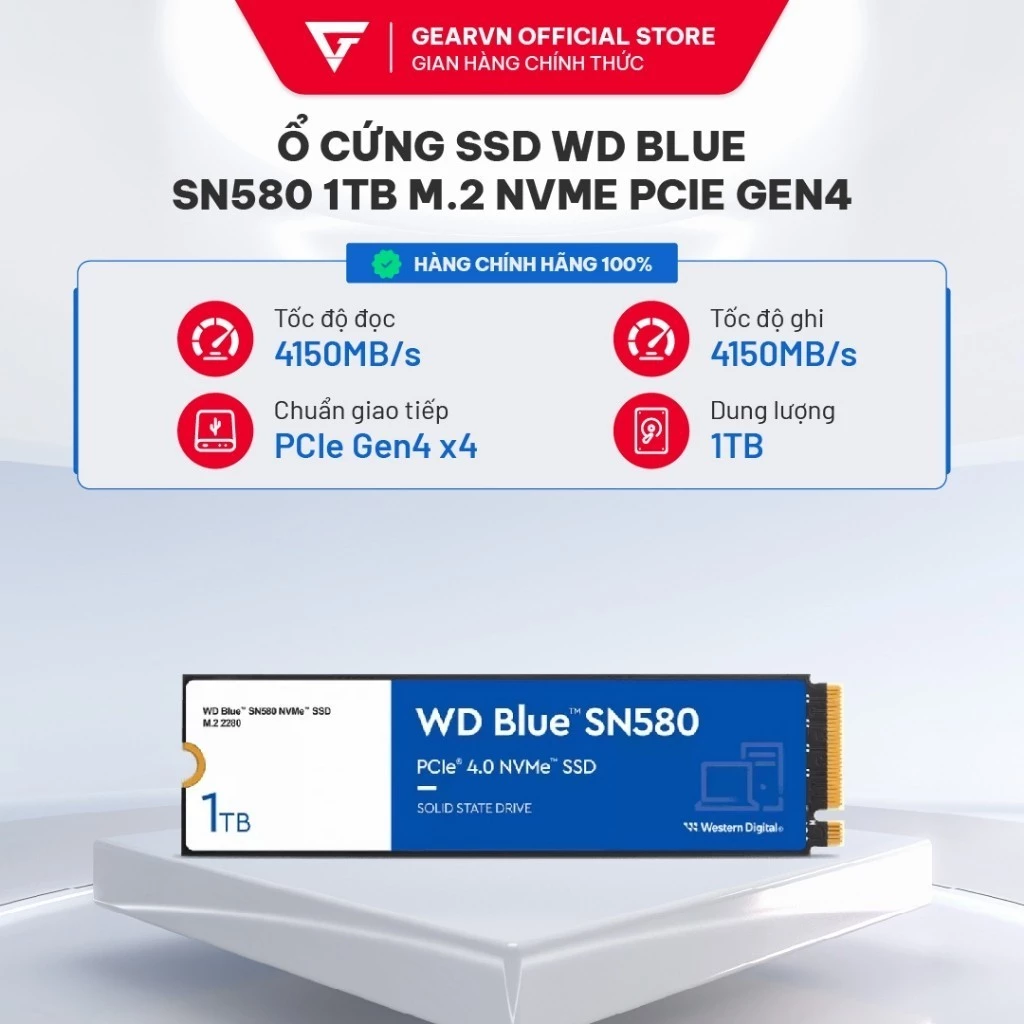 GEARVN OFFICIAL STORE
GIAN HÀNG CHÍNH THỨC
Ổ CỨNG SSD WD BLUE
SN580 1TB M.2 NVME PCIE GEN4
HÀNG CHÍNH HÃNG 100%
Tốc độ đọc
4150MB/s
Tốc độ ghi
4150MB/s
Chuẩn giao tiếp
PCIe Gen4 x4
Dung lượng
1TB
WD Blue™ SN580 NVMe™ SSD
M.2 2280
1TB
WD Blue™ SN580
PCIe® 4.0 NVMe™ SSD
SOLID STATE DRIVE
Western Digital®